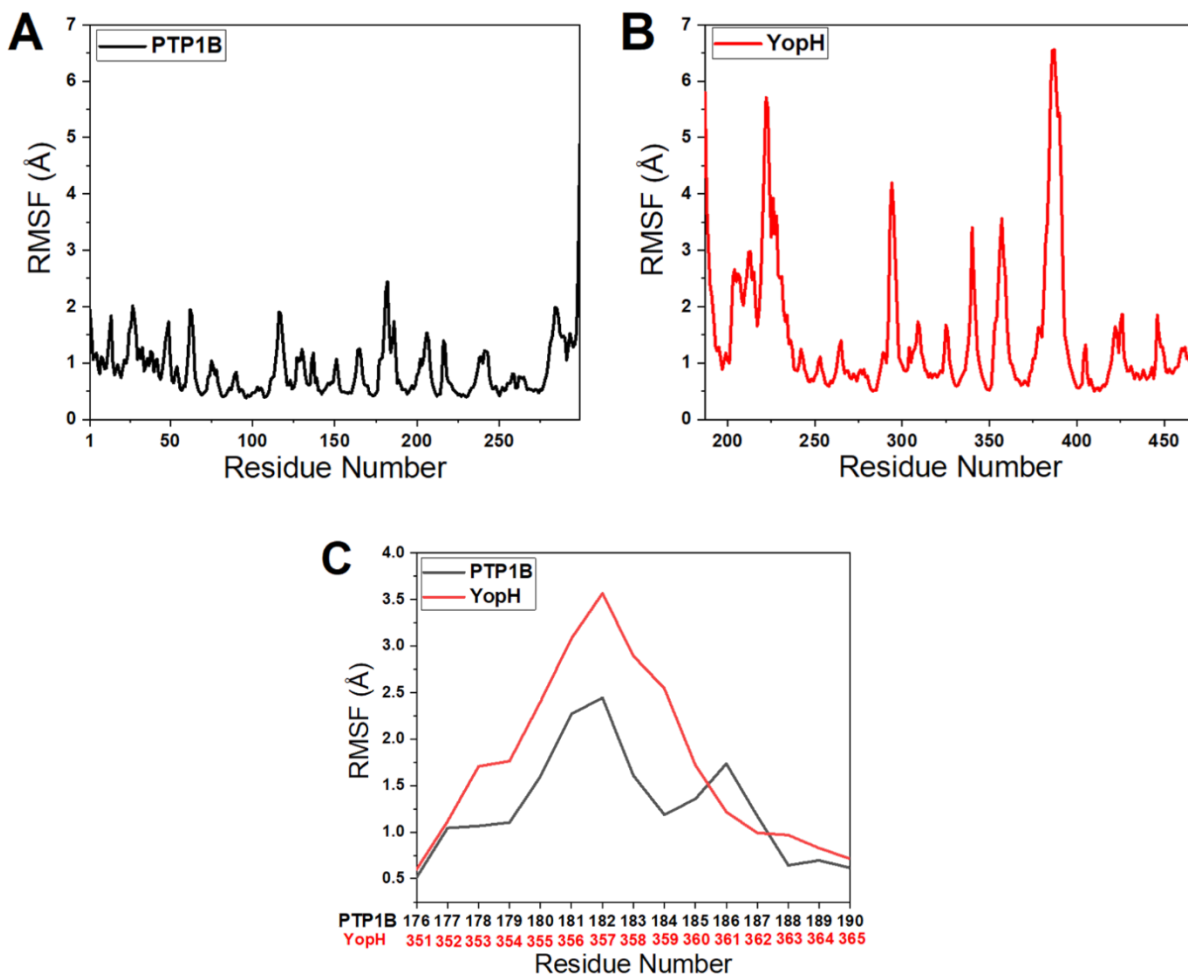 A
PTP1B
RMSF (Å)
7
6
5
4
3
2
1
0
1 50 100 150 200 250
Residue Number
B
YopH
RMSF (Å)
7
6
5
4
3
2
1
0
200 250 300 350 400 450
Residue Number
C
PTP1B
YopH
RMSF (Å)
4.0
3.5
3.0
2.5
2.0
1.5
1.0
0.5
PTP1B 176 177 178 179 180 181 182 183 184 185 186 187 188 189 190
YopH 351 352 353 354 355 356 357 358 359 360 361 362 363 364 365
Residue Number